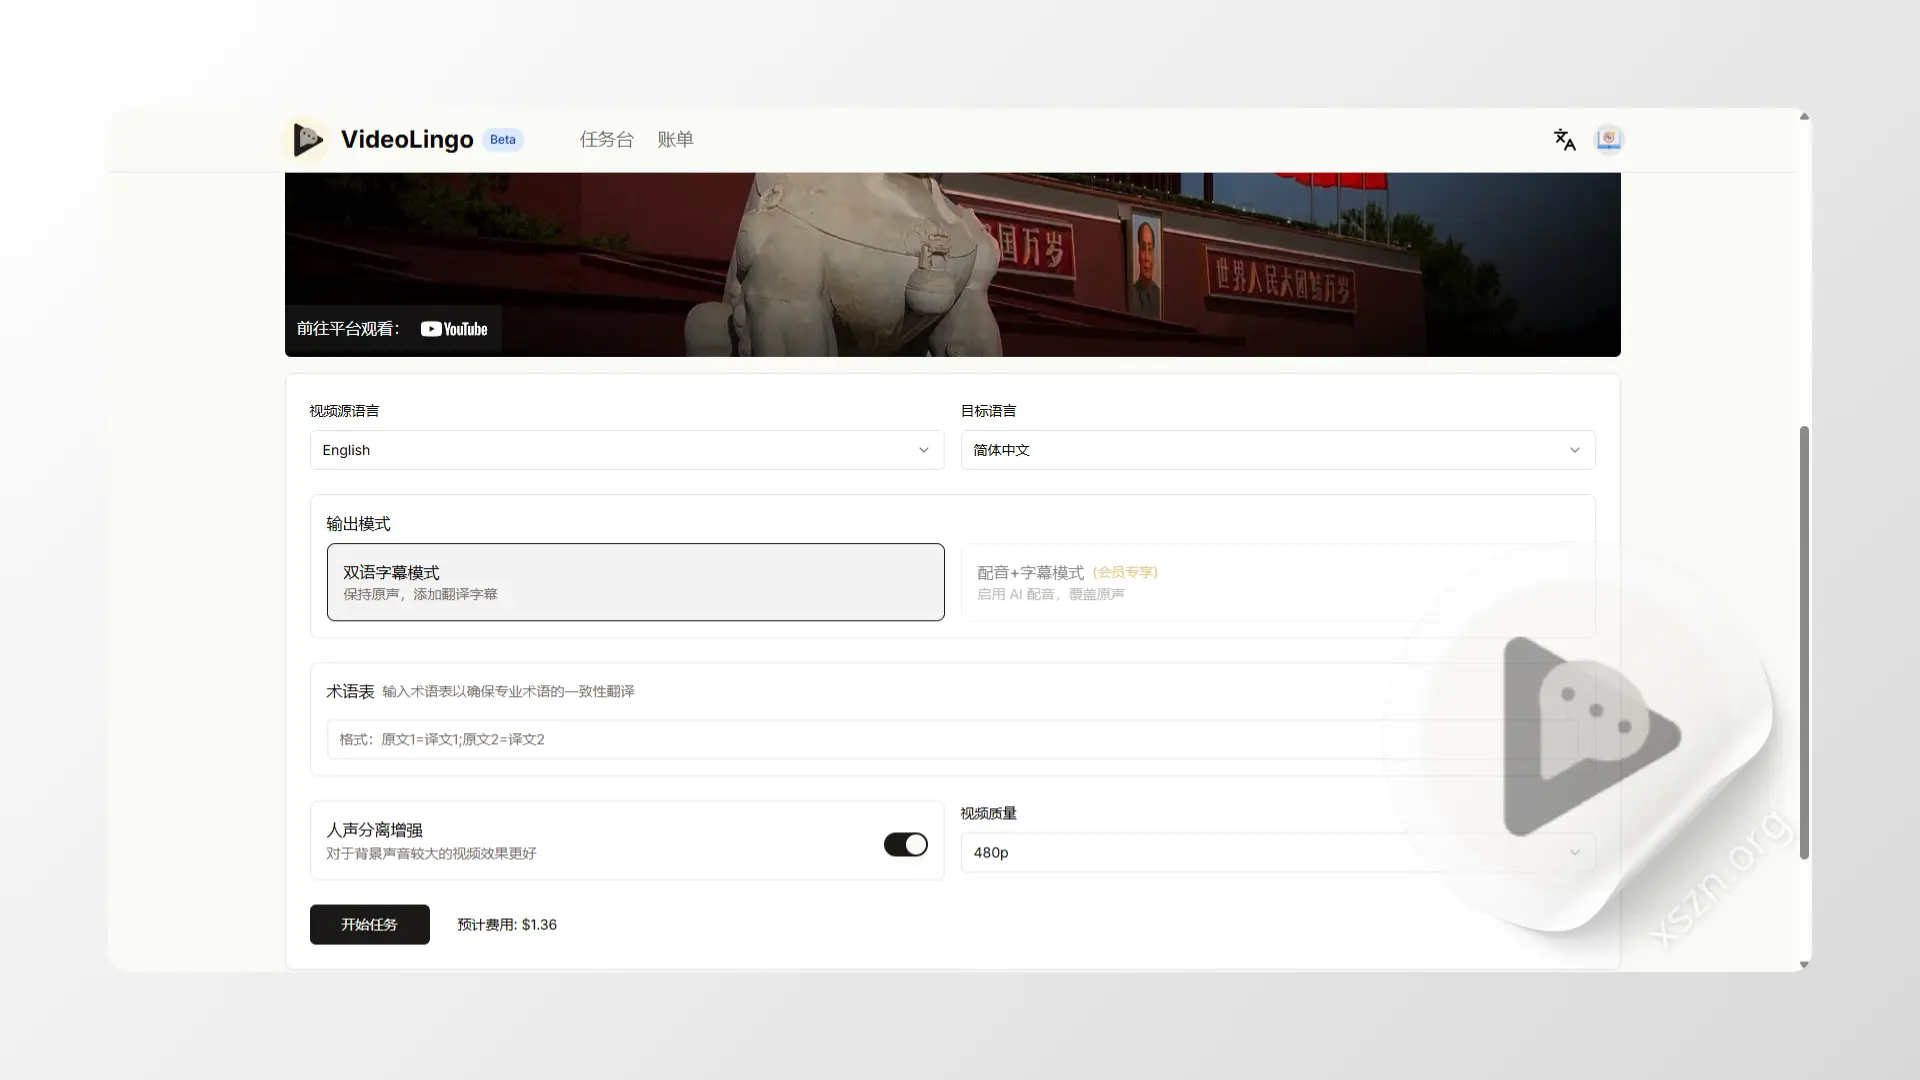 VideoLingo Beta 任务台 账单
国万岁
世界人民大团结万岁
前往平台观看： YouTube
视频源语言 目标语言
English 简体中文
输出模式
双语字幕模式 配音+字幕模式 (会员专享)
保持原声，添加翻译字幕 启用 AI 配音，覆盖原声
术语表 输入术语表以确保专业术语的一致性翻译
格式：原文1=译文1;原文2=译文2
人声分离增强 视频质量
对于背景声音较大的视频效果更好 480p
开始任务 预计费用: $1.36
xszn.org